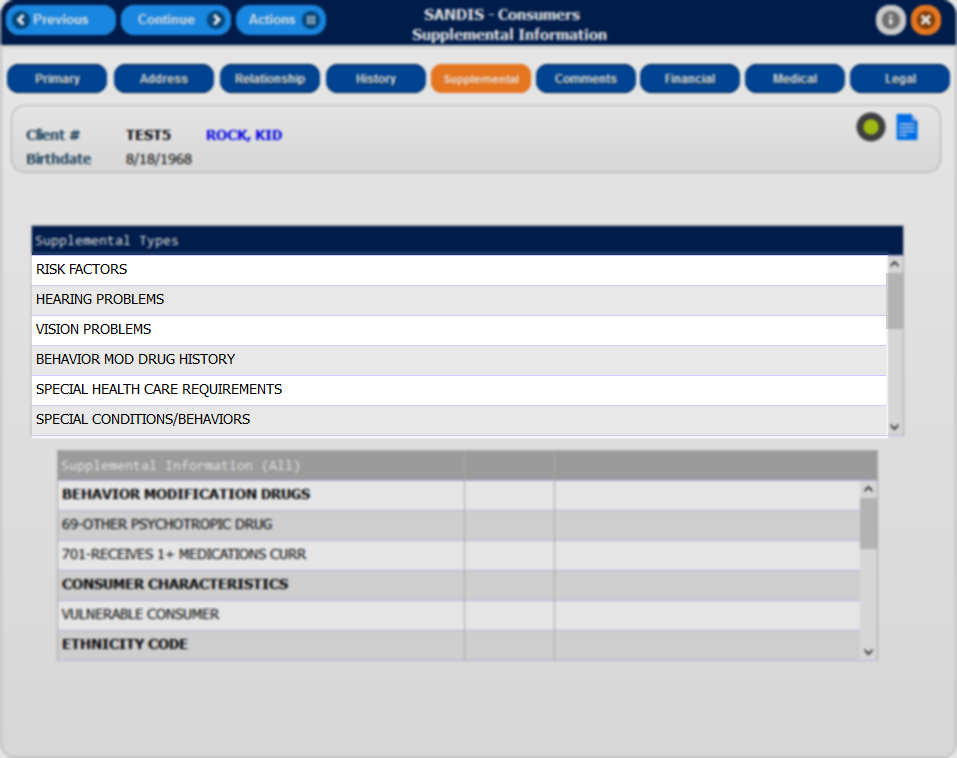 Previous Continue Actions
SANDIS - Consumers
Supplemental Information
Primary Address Relationship History Supplemental Comments Financial Medical Legal
Client # TEST5 ROCK, KID
Birthdate 8/18/1968
Supplemental Types
RISK FACTORS
HEARING PROBLEMS
VISION PROBLEMS
BEHAVIOR MOD DRUG HISTORY
SPECIAL HEALTH CARE REQUIREMENTS
SPECIAL CONDITIONS/BEHAVIORS
Supplemental Information (All)
BEHAVIOR MODIFICATION DRUGS
69-OTHER PSYCHOTROPIC DRUG
701-RECEIVES 1+ MEDICATIONS CURR
CONSUMER CHARACTERISTICS
VULNERABLE CONSUMER
ETHNICITY CODE